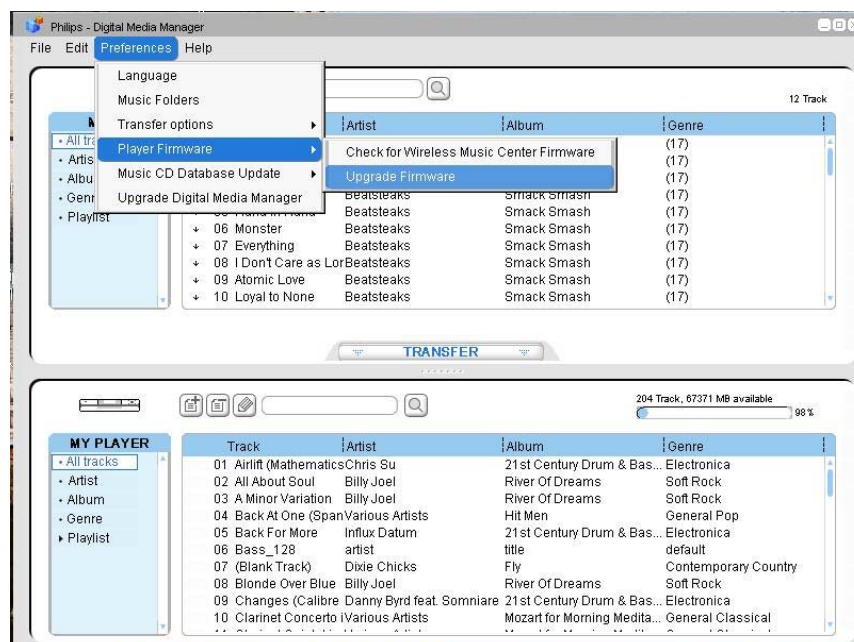 Philips - Digital Media Manager
File Edit Preferences Help
Language
Music Folders
Transfer options
Player Firmware
Music CD Database Update
Upgrade Digital Media Manager
Check for Wireless Music Center Firmware
Upgrade Firmware
12 Track
Artist Album Genre
• All tra (17)
• Artis (17)
• Albu (17)
• Genr Beatsteaks Smack Smash (17)
• Playlist Beatsteaks Smack Smash (17)
06 Monster Beatsteaks Smack Smash (17)
07 Everything Beatsteaks Smack Smash (17)
08 I Don't Care as Lor Beatsteaks Smack Smash (17)
09 Atomic Love Beatsteaks Smack Smash (17)
10 Loyal to None Beatsteaks Smack Smash (17)
TRANSFER
204 Track, 67371 MB available
98%
MY PLAYER
• All tracks
• Artist
• Album
• Genre
Playlist
Track Artist Album Genre
01 Airlift (Mathematics Chris Su 21st Century Drum & Bas... Electronica
02 All About Soul Billy Joel River Of Dreams Soft Rock
03 A Minor Variation Billy Joel River Of Dreams Soft Rock
04 Back At One (Span Various Artists Hit Men General Pop
05 Back For More Influx Datum 21st Century Drum & Bas... Electronica
06 Bass_128 artist title default
07 (Blank Track) Dixie Chicks Fly Contemporary Country
08 Blonde Over Blue Billy Joel River Of Dreams Soft Rock
09 Changes (Calibre Danny Byrd feat. Somniare 21st Century Drum & Bas... Electronica
10 Clarinet Concerto i Various Artists Mozart for Morning Medita... General Classical